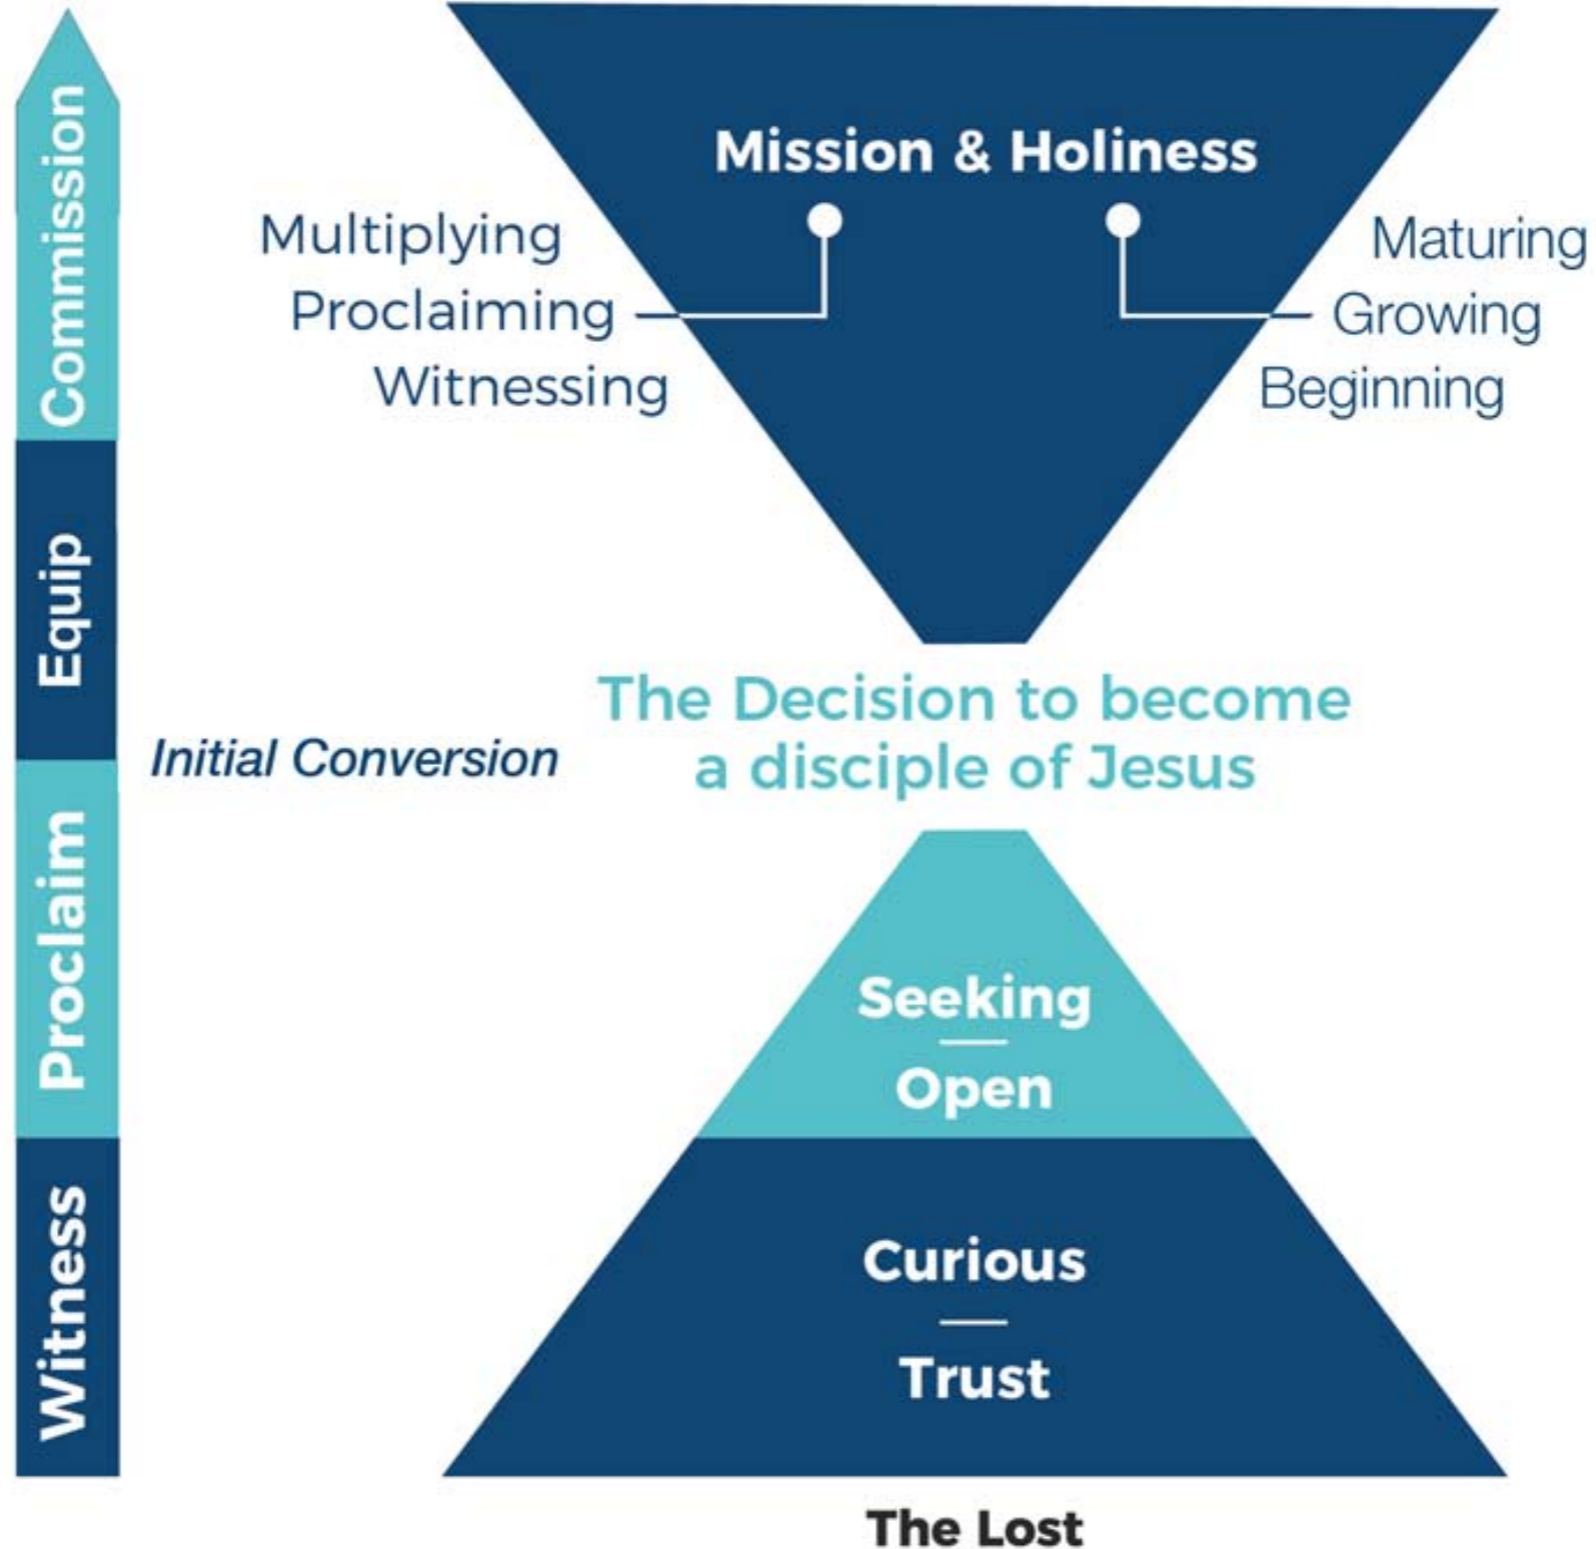 Commission
Equip
Proclaim
Witness
Mission & Holiness
Multiplying
Proclaiming
Witnessing
Maturing
Growing
Beginning
Initial Conversion
The Decision to become
a disciple of Jesus
Seeking
Open
Curious
Trust
The Lost